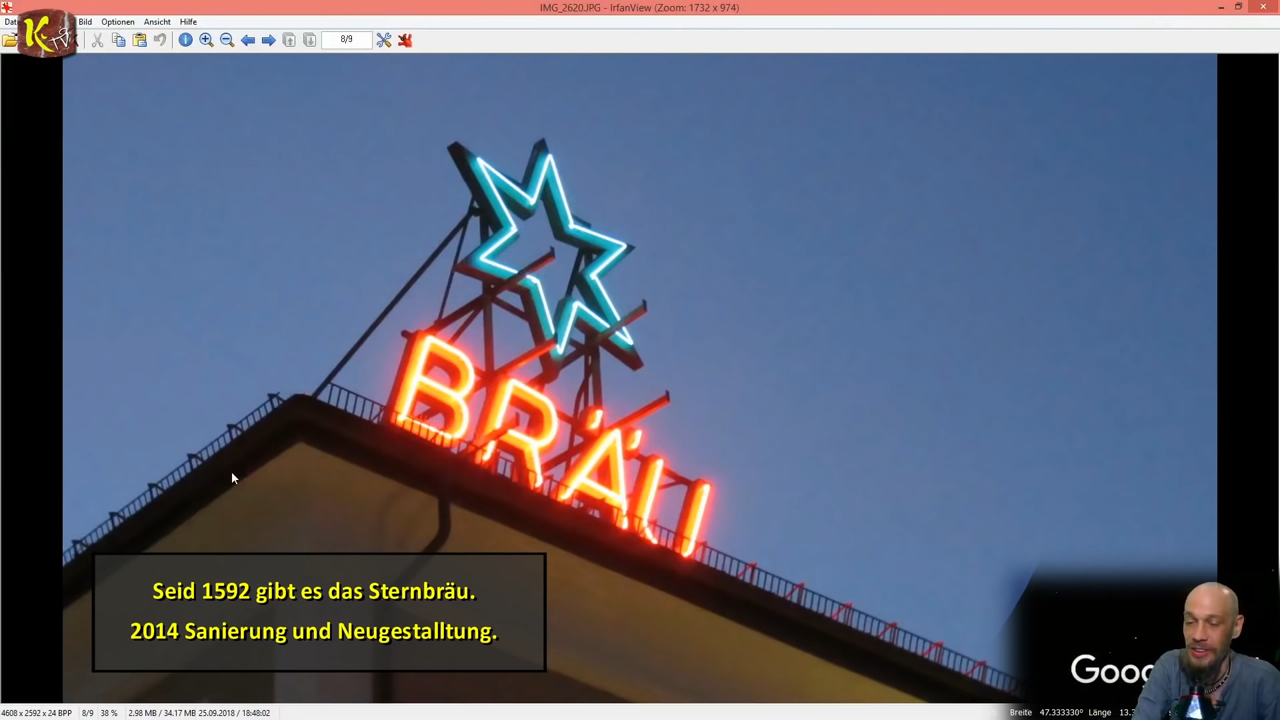 IMG_2620.JPG - IrfanView (Zoom: 1732 x 974)
Bild Optionen Ansicht Hilfe
K
8/9
BRÄU
Seid 1592 gibt es das Sternbräu.
2014 Sanierung und Neugestalltung.
4608 x 2592 x 24 BPP 8/9 38 % 2.98 MB / 34.17 MB 25.09.2018 / 18:48:02
Breite 47.333330° Länge